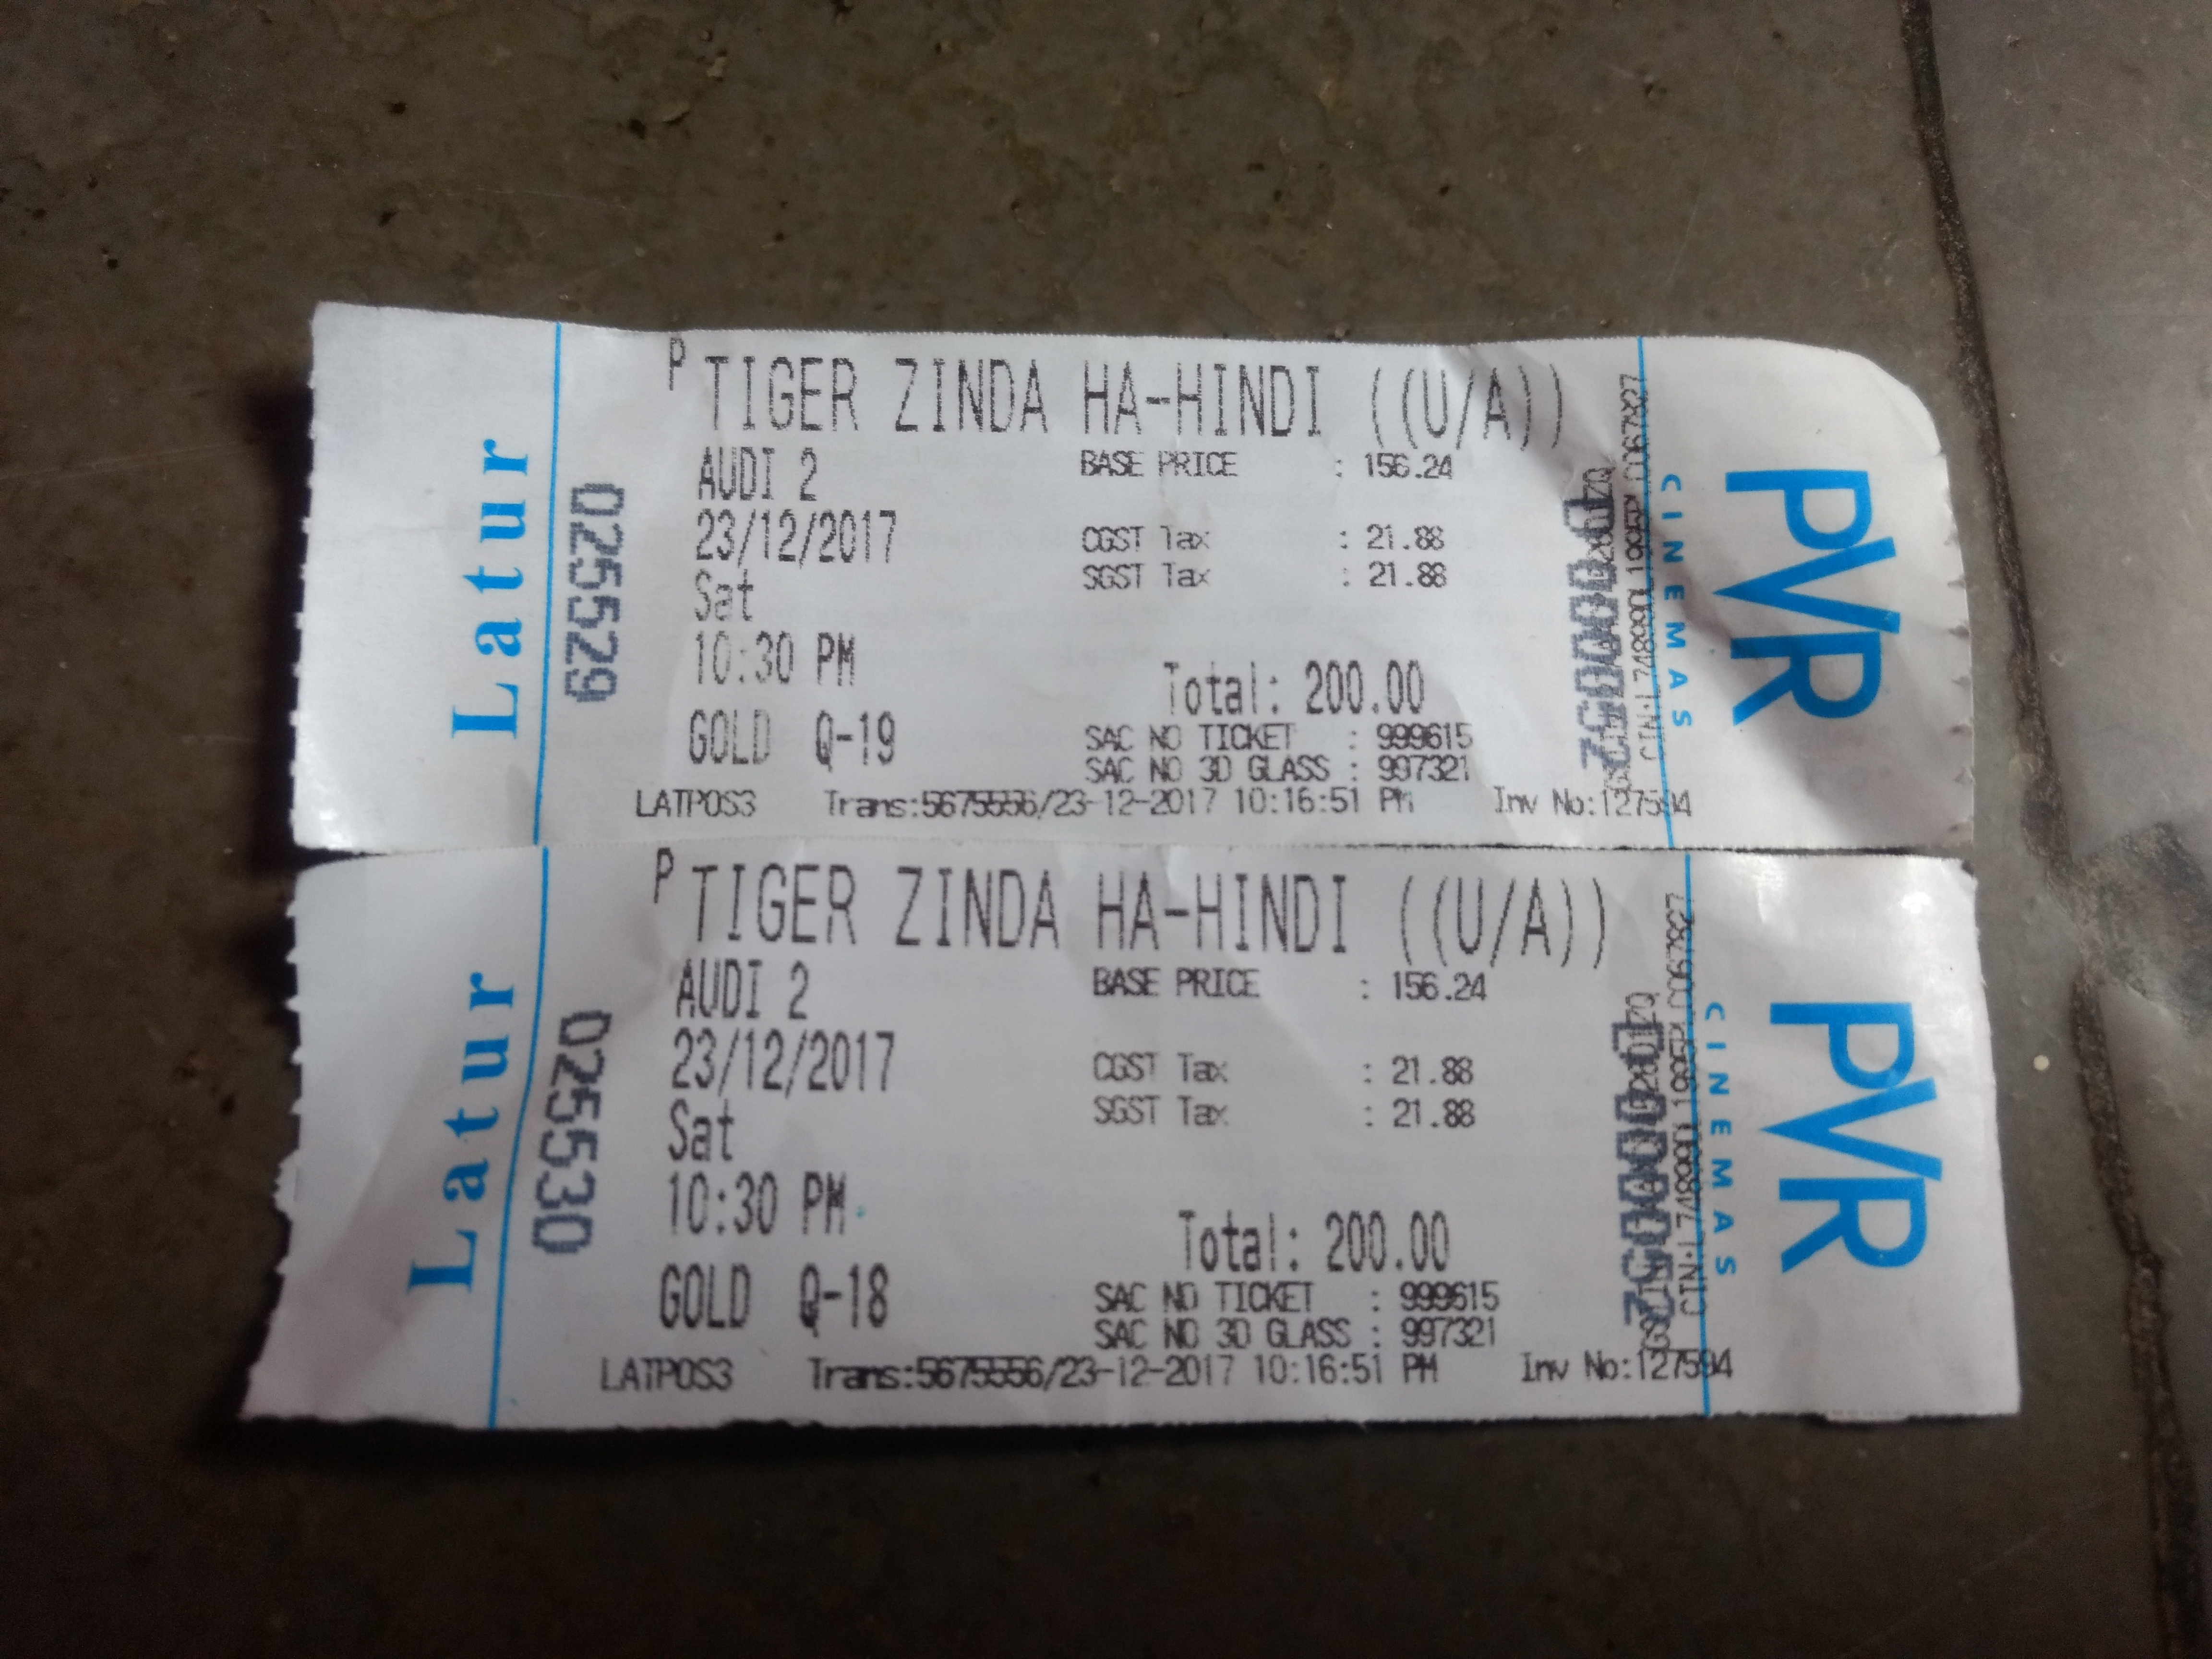 Latur
025529
P TIGER ZINDA HA-HINDI ((U/A))
AUDI 2
BASE PRICE : 156.24
23/12/2017
CGST Tax : 21.88
Sat
SGST Tax : 21.88
10:30 PM
Total: 200.00
GOLD Q-19
SAC NO TICKET : 999615
SAC NO 3D GLASS : 997321
LATPOS3 Trans:5675556/23-12-2017 10:16:51 PM Inv No:127594
PVR
CINEMAS
Latur
025530
P TIGER ZINDA HA-HINDI ((U/A))
AUDI 2
BASE PRICE : 156.24
23/12/2017
CGST Tax : 21.88
Sat
SGST Tax : 21.88
10:30 PM
Total: 200.00
GOLD Q-18
SAC NO TICKET : 999615
SAC NO 3D GLASS : 997321
LATPOS3 Trans:5675556/23-12-2017 10:16:51 PM Inv No:127594
PVR
CINEMAS